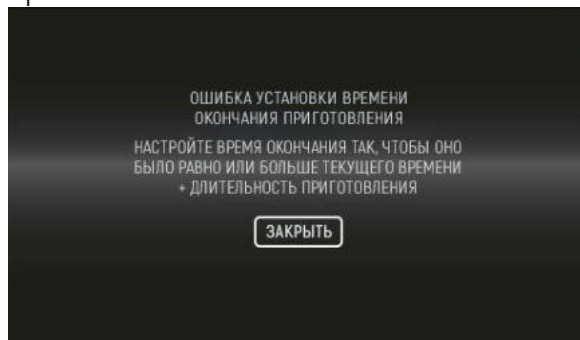 ОШИБКА УСТАНОВКИ ВРЕМЕНИ
ОКОНЧАНИЯ ПРИГОТОВЛЕНИЯ
НАСТРОЙТЕ ВРЕМЯ ОКОНЧАНИЯ ТАК, ЧТОБЫ ОНО
БЫЛО РАВНО ИЛИ БОЛЬШЕ ТЕКУЩЕГО ВРЕМЕНИ
+ ДЛИТЕЛЬНОСТЬ ПРИГОТОВЛЕНИЯ
ЗАКРЫТЬ